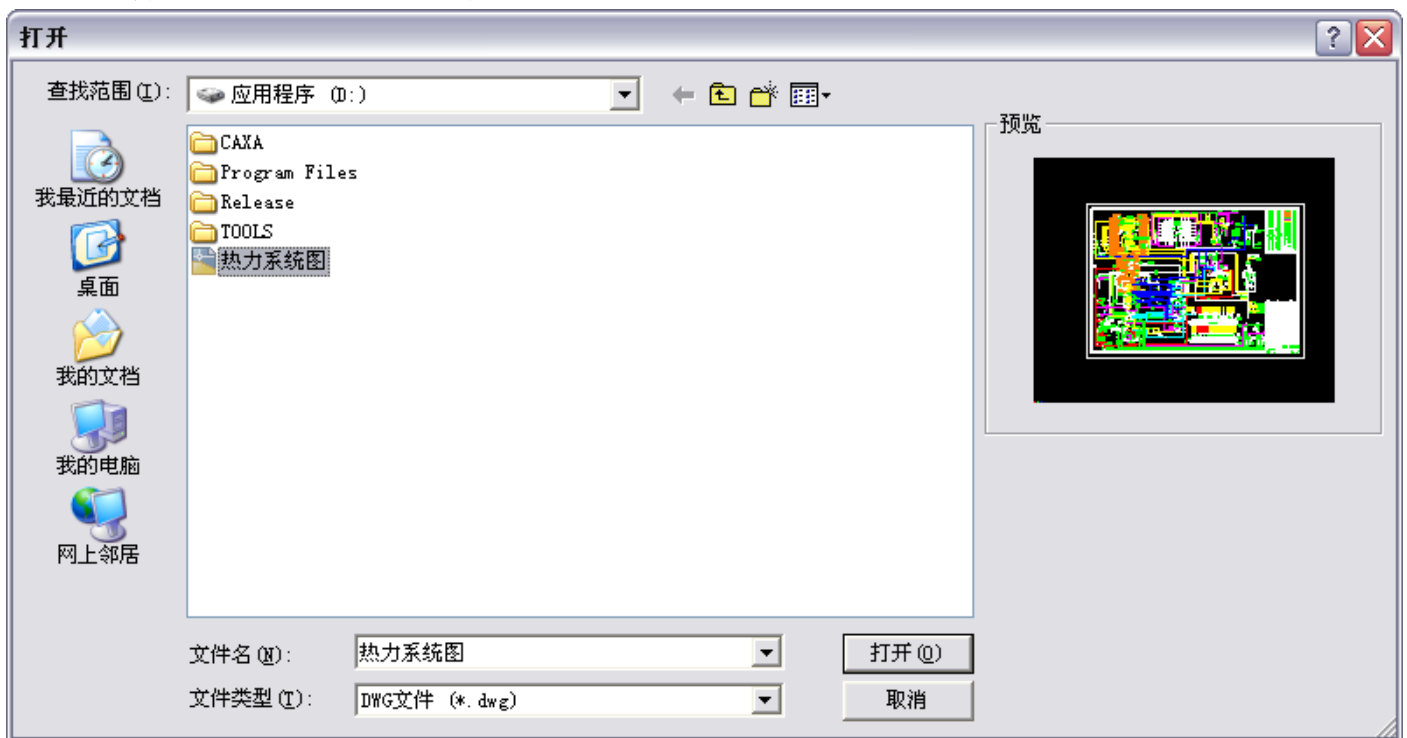 打开
查找范围(I): 应用程序 (D:)
预览
CAXA
Program Files
Release
TOOLS
热力系统图
我最近的文档
桌面
我的文档
我的电脑
网上邻居
文件名(N): 热力系统图 打开(O)
文件类型(T): DWG文件 (*.dwg) 取消